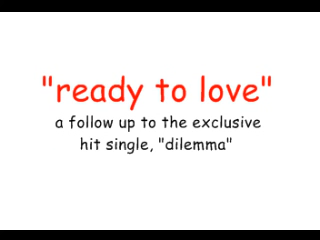 "ready to love"
a follow up to the exclusive
hit single, "dilemma"